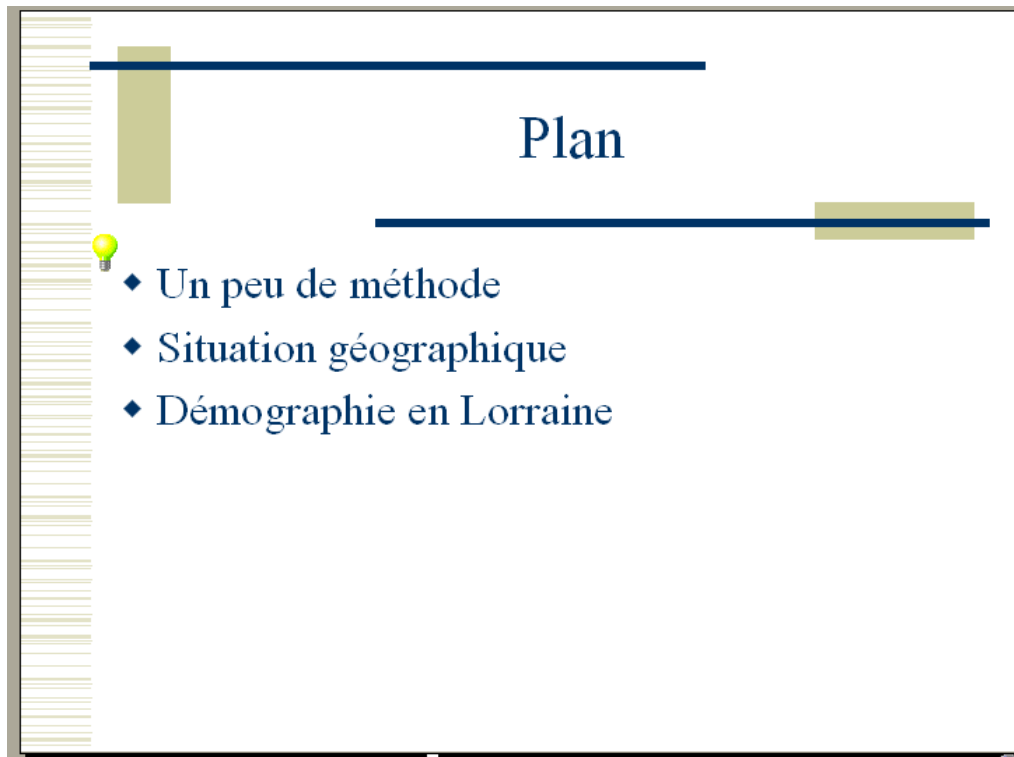 Plan
Un peu de méthode
Situation géographique
Démographie en Lorraine